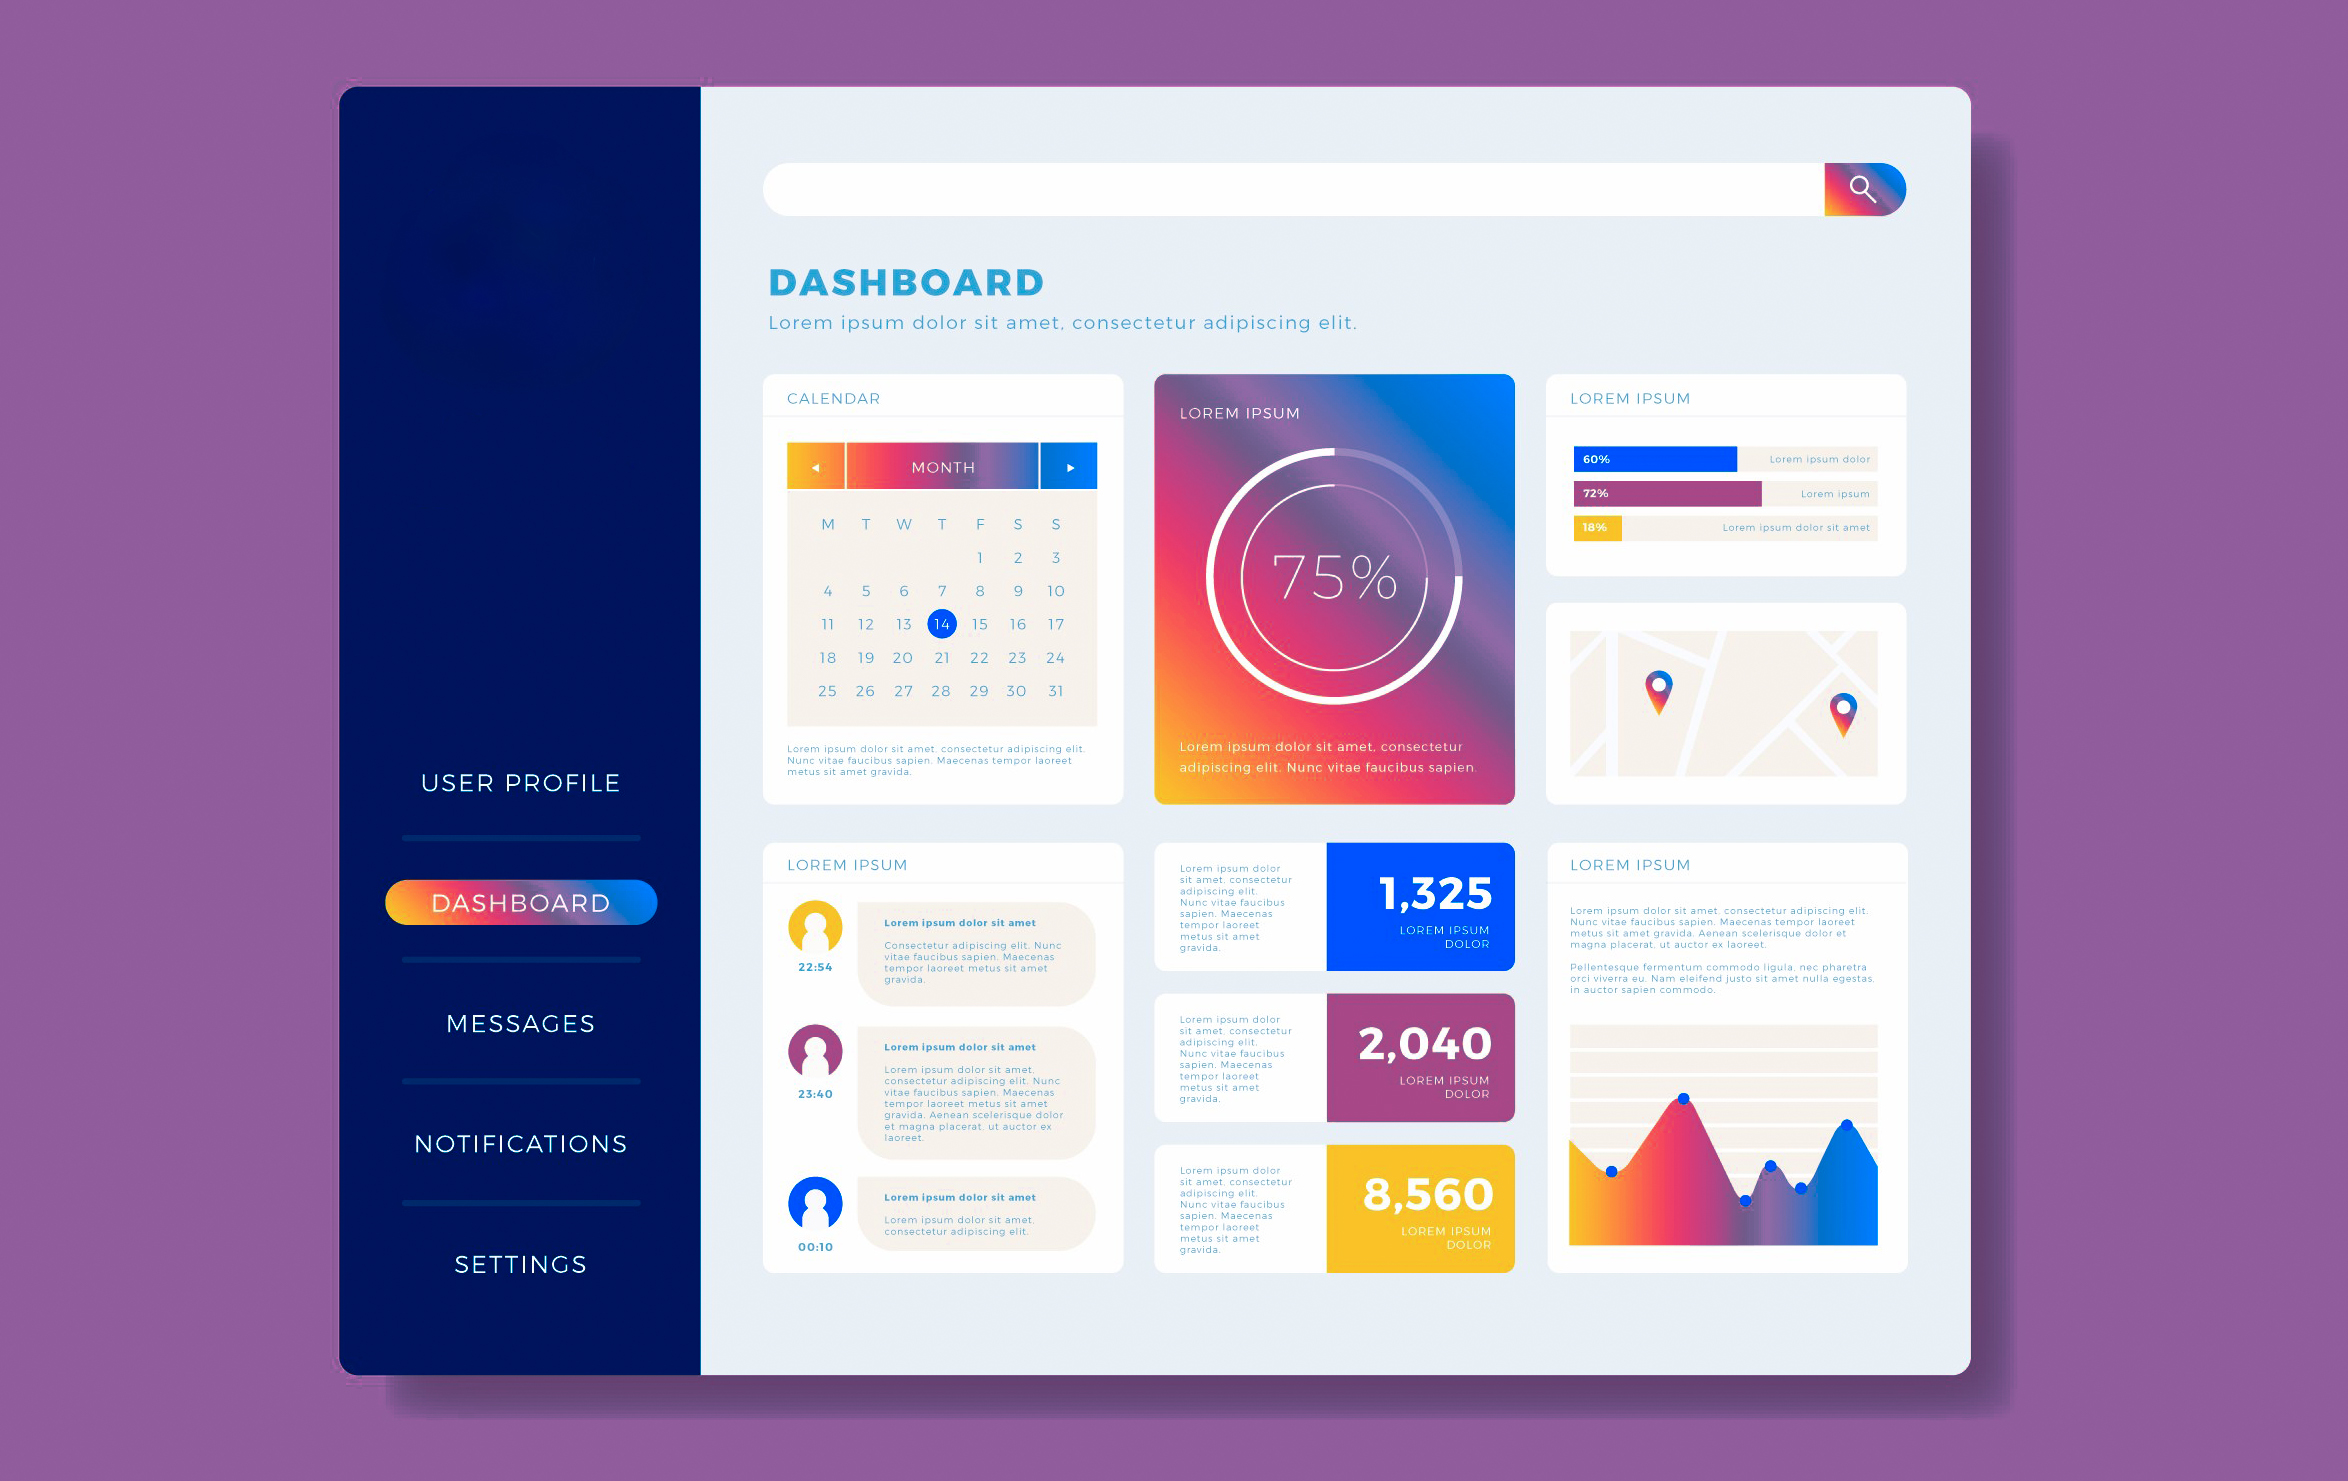 USER PROFILE
DASHBOARD
MESSAGES
NOTIFICATIONS
SETTINGS
DASHBOARD
Lorem ipsum dolor sit amet, consectetur adipiscing elit.
CALENDAR
MONTH
M T W T F S S
1 2 3
4 5 6 7 8 9 10
11 12 13 14 15 16 17
18 19 20 21 22 23 24
25 26 27 28 29 30 31
Lorem ipsum dolor sit amet, consectetur adipiscing elit.
Nunc vitae faucibus sapien. Maecenas tempor laoreet
metus sit amet gravida.
LOREM IPSUM
75%
Lorem ipsum dolor sit amet, consectetur
adipiscing elit. Nunc vitae faucibus sapien.
LOREM IPSUM
60% Lorem ipsum dolor
72% Lorem ipsum
18% Lorem ipsum dolor sit amet
LOREM IPSUM
22:54
Lorem ipsum dolor sit amet
Consectetur adipiscing elit. Nunc
vitae faucibus sapien. Maecenas
tempor laoreet metus sit amet
gravida.
23:40
Lorem ipsum dolor sit amet
Lorem ipsum dolor sit amet,
consectetur adipiscing elit. Nunc
vitae faucibus sapien. Maecenas
tempor laoreet metus sit amet
gravida. Aenean scelerisque dolor
et magna placerat, ut auctor ex
laoreet.
00:10
Lorem ipsum dolor sit amet
Lorem ipsum dolor sit amet,
consectetur adipiscing elit.
Lorem ipsum dolor
sit amet, consectetur
adipiscing elit.
Nunc vitae faucibus
sapien. Maecenas
tempor laoreet
metus sit amet
gravida.
1,325
LOREM IPSUM
DOLOR
Lorem ipsum dolor
sit amet, consectetur
adipiscing elit.
Nunc vitae faucibus
sapien. Maecenas
tempor laoreet
metus sit amet
gravida.
2,040
LOREM IPSUM
DOLOR
Lorem ipsum dolor
sit amet, consectetur
adipiscing elit.
Nunc vitae faucibus
sapien. Maecenas
tempor laoreet
metus sit amet
gravida.
8,560
LOREM IPSUM
DOLOR
LOREM IPSUM
Lorem ipsum dolor sit amet, consectetur adipiscing elit.
Nunc vitae faucibus sapien. Maecenas tempor laoreet
metus sit amet gravida. Aenean scelerisque dolor et
magna placerat, ut auctor ex laoreet.
Pellentesque fermentum commodo ligula, nec pharetra
orci viverra eu. Nam eleifend justo sit amet nulla egestas,
in auctor sapien commodo.